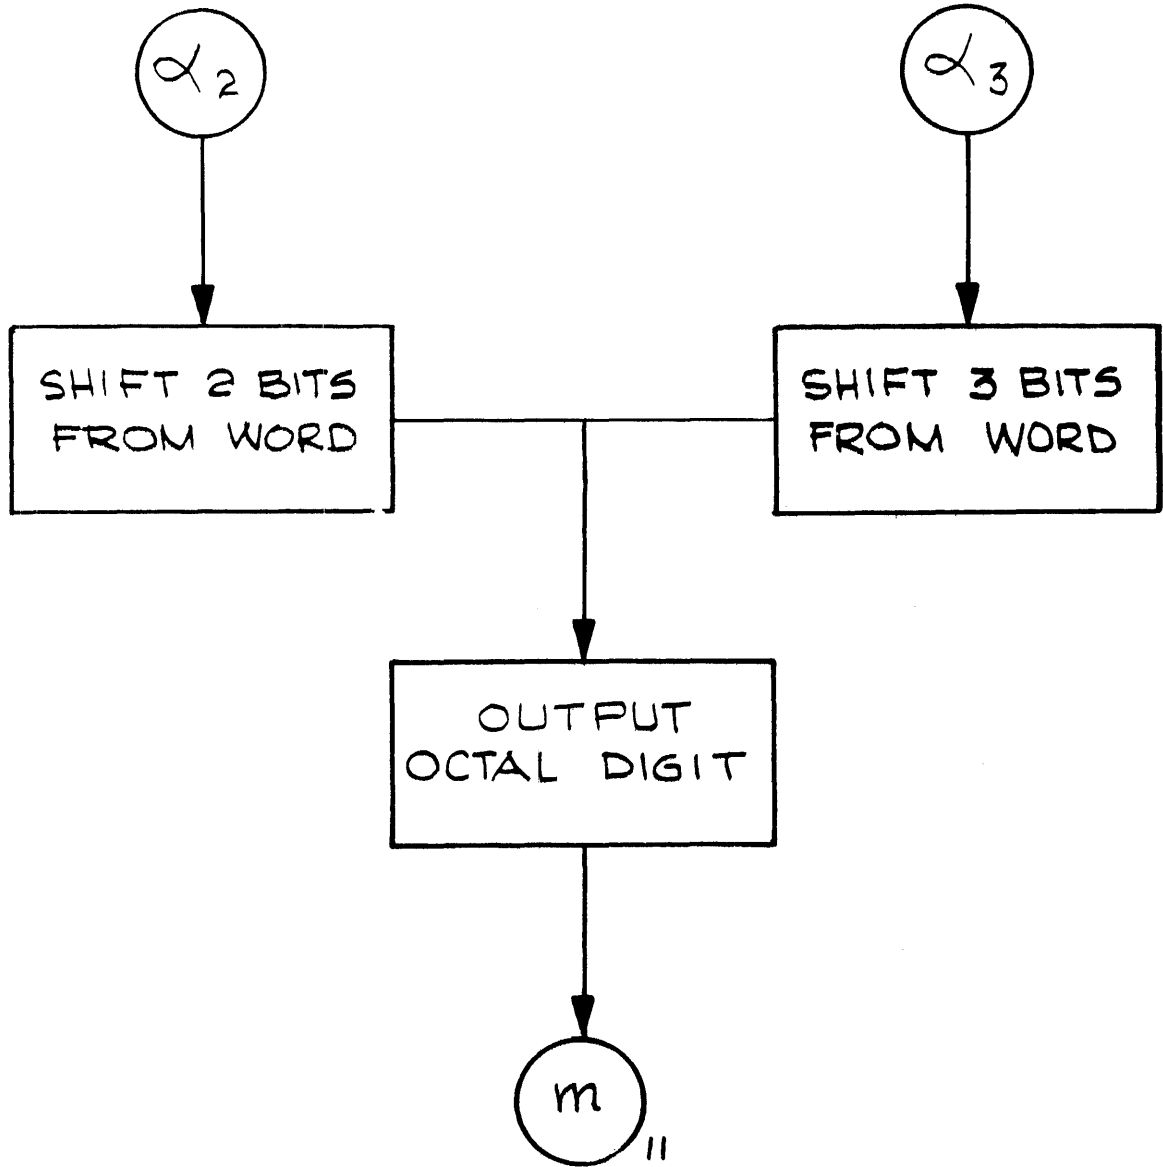 α2
α3
SHIFT 2 BITS
FROM WORD
SHIFT 3 BITS
FROM WORD
OUTPUT
OCTAL DIGIT
m
11